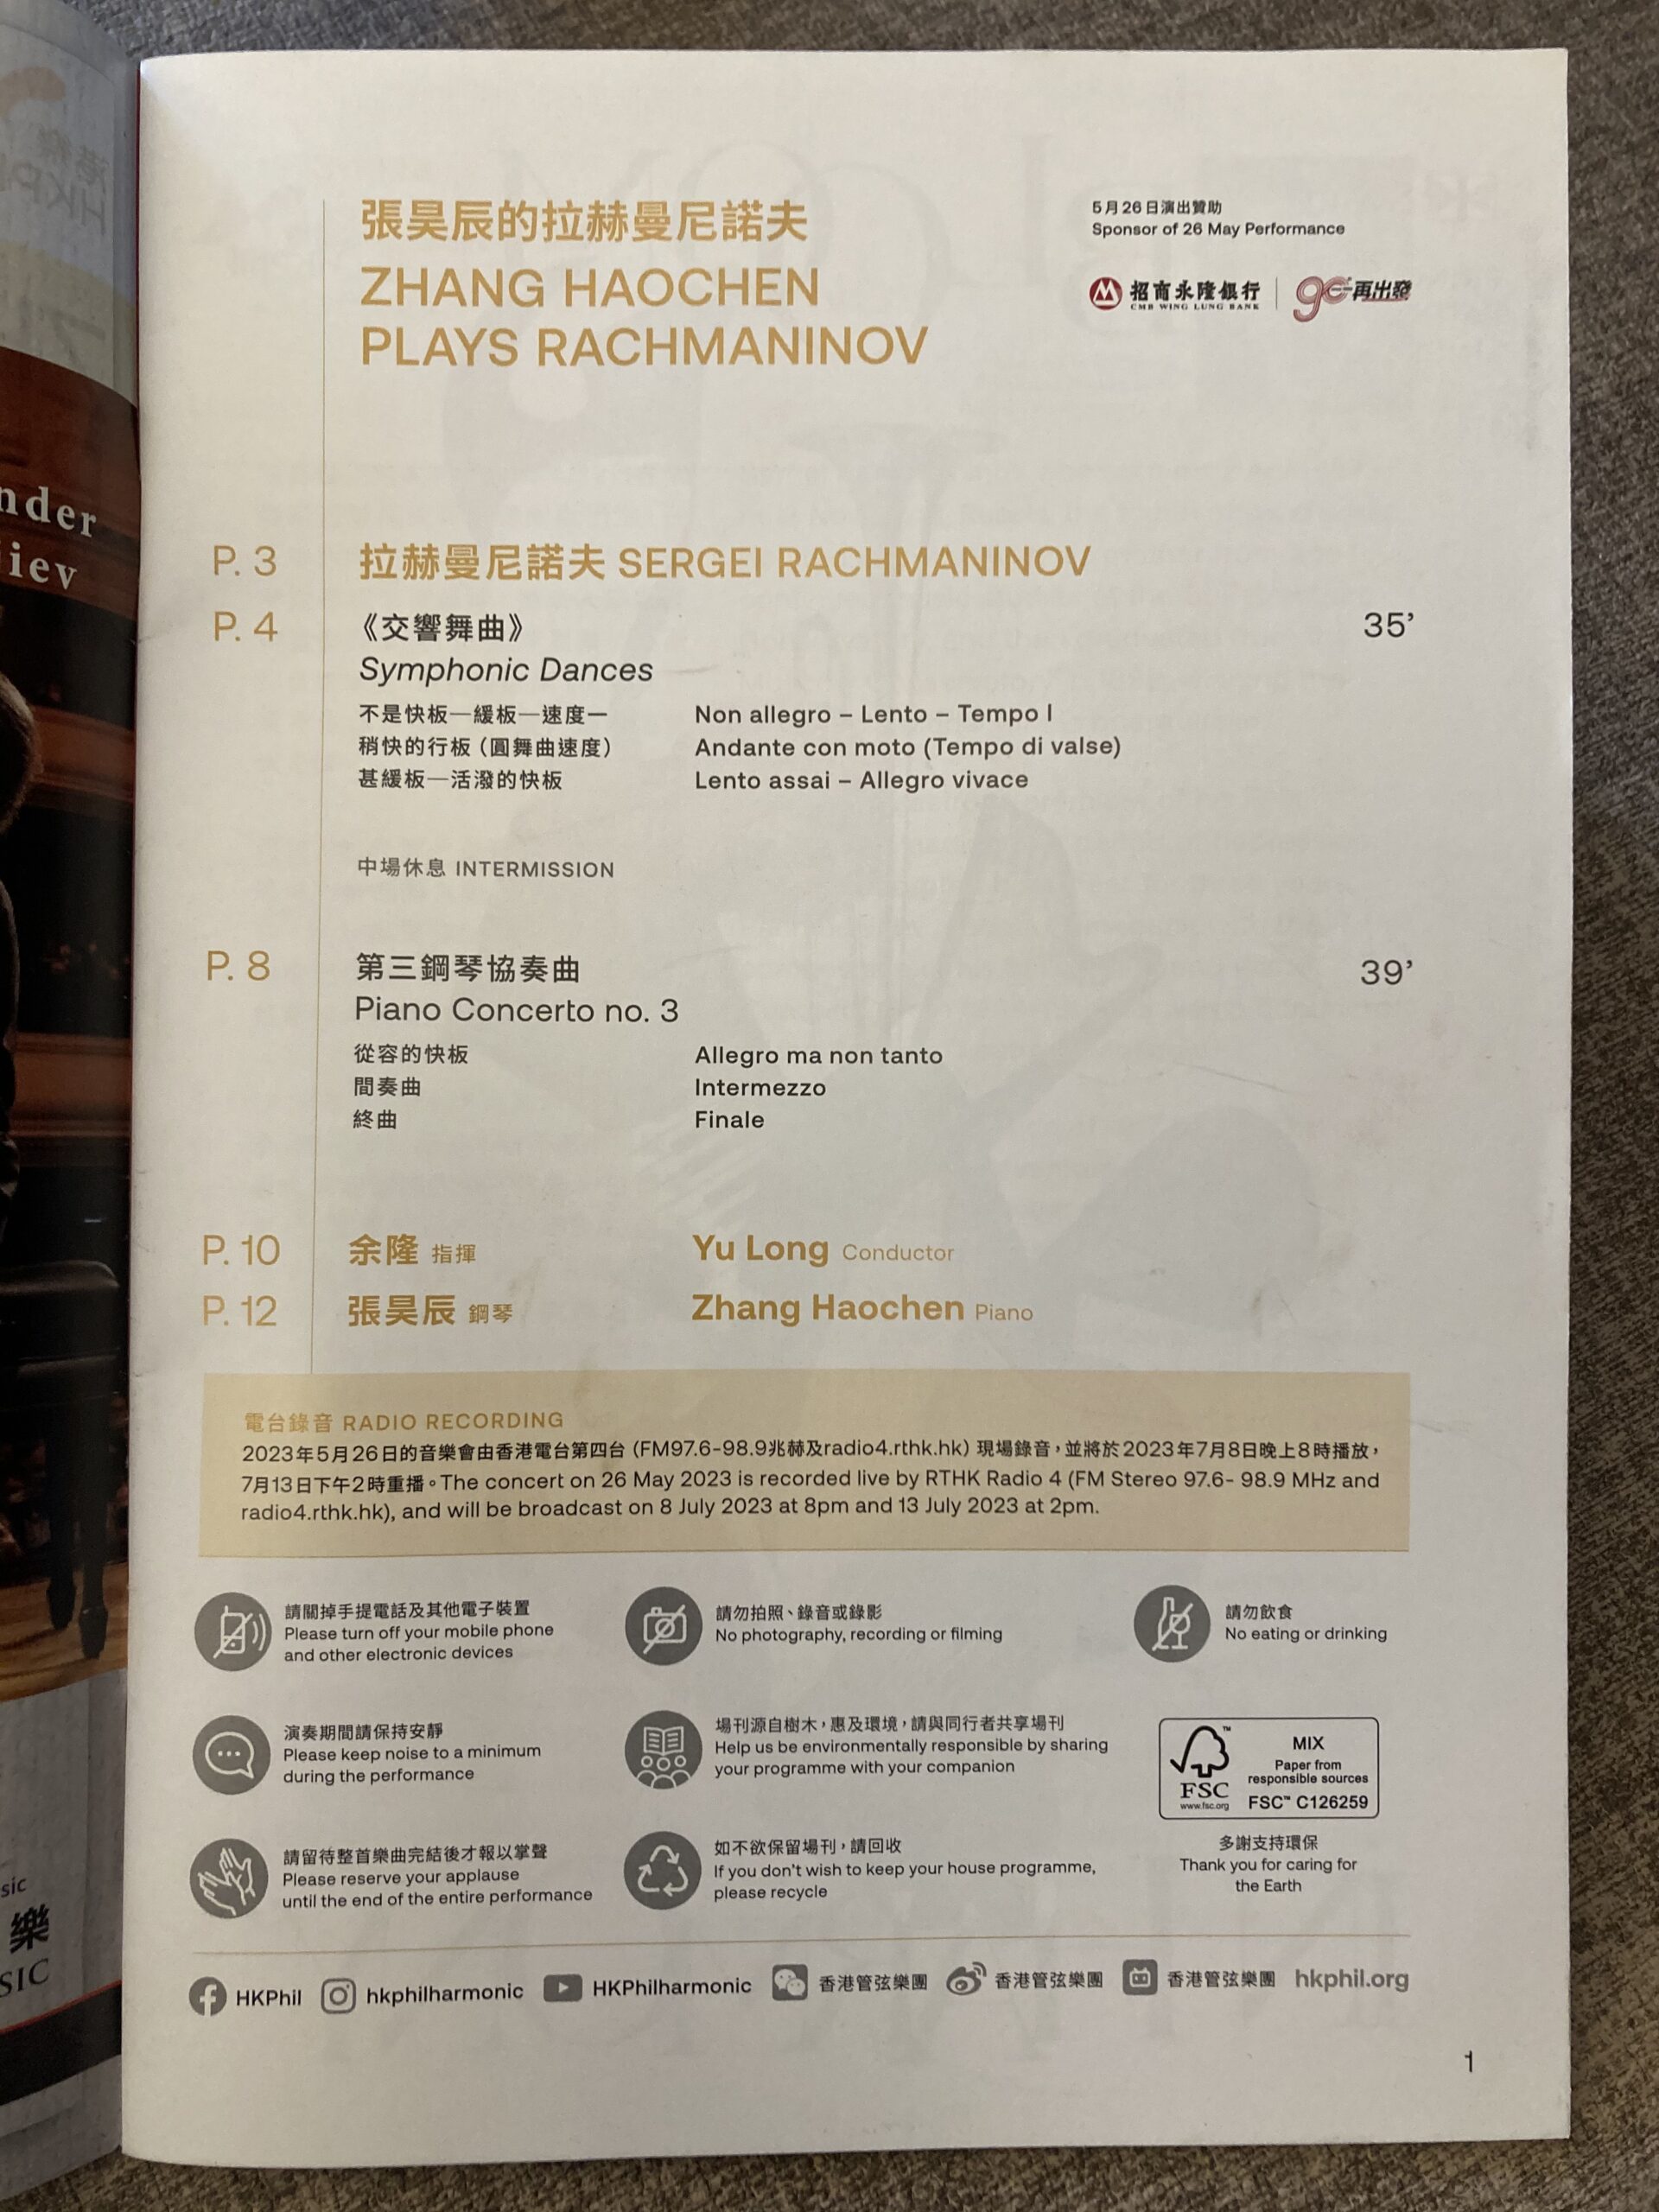 張昊辰的拉赫曼尼諾夫
ZHANG HAOCHEN
PLAYS RACHMANINOV
5月26日演出贊助
Sponsor of 26 May Performance
招商永隆銀行
CMB WING LUNG BANK
90 再出發
nder
iev
P. 3
拉赫曼尼諾夫 SERGEI RACHMANINOV
P. 4
《交響舞曲》
35’
Symphonic Dances
不是快板—緩板—速度一
Non allegro – Lento – Tempo I
稍快的行板（圓舞曲速度）
Andante con moto (Tempo di valse)
甚緩板—活潑的快板
Lento assai – Allegro vivace
中場休息 INTERMISSION
P. 8
第三鋼琴協奏曲
39’
Piano Concerto no. 3
從容的快板
Allegro ma non tanto
間奏曲
Intermezzo
終曲
Finale
P. 10
余隆 指揮
Yu Long Conductor
P. 12
張昊辰 鋼琴
Zhang Haochen Piano
電台錄音 RADIO RECORDING
2023年5月26日的音樂會由香港電台第四台 (FM97.6-98.9兆赫及radio4.rthk.hk) 現場錄音，並將於2023年7月8日晚上8時播放，
7月13日下午2時重播。The concert on 26 May 2023 is recorded live by RTHK Radio 4 (FM Stereo 97.6- 98.9 MHz and
radio4.rthk.hk), and will be broadcast on 8 July 2023 at 8pm and 13 July 2023 at 2pm.
請關掉手提電話及其他電子裝置
Please turn off your mobile phone
and other electronic devices
請勿拍照、錄音或錄影
No photography, recording or filming
請勿飲食
No eating or drinking
演奏期間請保持安靜
Please keep noise to a minimum
during the performance
場刊源自樹木，惠及環境，請與同行者共享場刊
Help us be environmentally responsible by sharing
your programme with your companion
FSC
www.fsc.org
MIX
Paper from
responsible sources
FSC™ C126259
請留待整首樂曲完結後才報以掌聲
Please reserve your applause
until the end of the entire performance
如不欲保留場刊，請回收
If you don’t wish to keep your house programme,
please recycle
多謝支持環保
Thank you for caring for
the Earth
sic
樂
SIC
HKPhil
hkphilharmonic
HKPhilharmonic
香港管弦樂團
香港管弦樂團
香港管弦樂團
hkphil.org
1